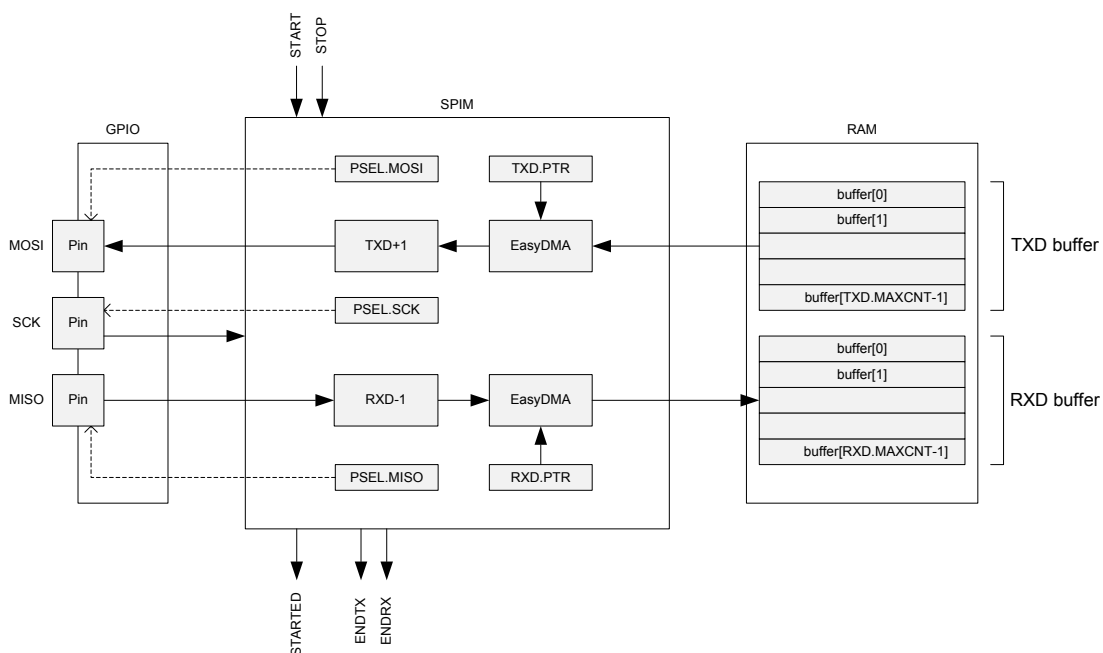 START
STOP
SPIM
GPIO
RAM
PSEL.MOSI
TXD.PTR
buffer[0]
buffer[1]
MOSI
Pin
TXD+1
EasyDMA
TXD buffer
buffer[TXD.MAXCNT-1]
PSEL.SCK
SCK
Pin
buffer[0]
buffer[1]
MISO
Pin
RXD-1
EasyDMA
RXD buffer
buffer[RXD.MAXCNT-1]
PSEL.MISO
RXD.PTR
STARTED
ENDTX
ENDRX